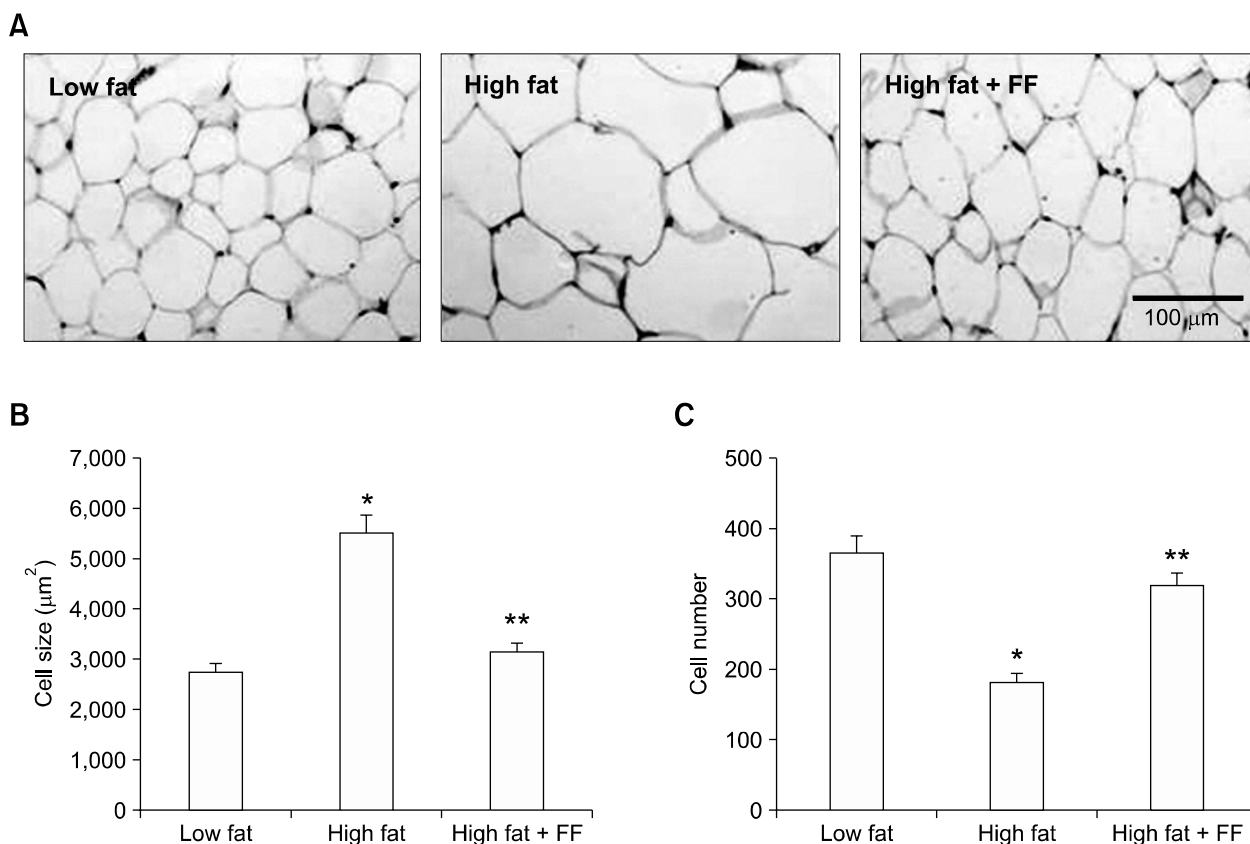 A
Low fat
High fat
High fat + FF
100 μm
B
Cell size (μm²)
7,000
6,000
5,000
4,000
3,000
2,000
1,000
0
*
**
Low fat
High fat
High fat + FF
C
Cell number
500
400
300
200
100
0
*
**
Low fat
High fat
High fat + FF